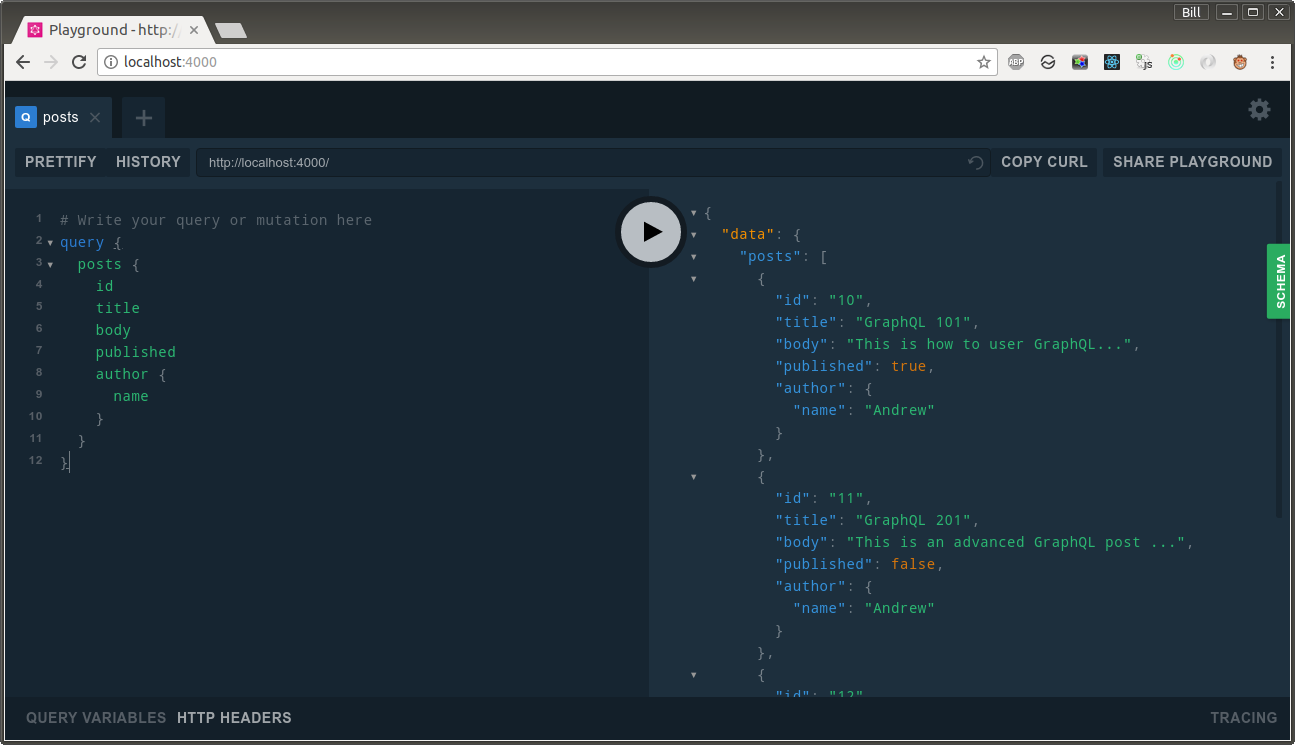 Bill
Playground - http:/
localhost:4000
ABP
JS
Q posts
PRETTIFY HISTORY http://localhost:4000/ COPY CURL SHARE PLAYGROUND
1 # Write your query or mutation here
2 query {
3 posts {
4 id
5 title
6 body
7 published
8 author {
9 name
10 }
11 }
12 }
{
"data": {
"posts": [
{
"id": "10",
"title": "GraphQL 101",
"body": "This is how to user GraphQL...",
"published": true,
"author": {
"name": "Andrew"
}
},
{
"id": "11",
"title": "GraphQL 201",
"body": "This is an advanced GraphQL post ...",
"published": false,
"author": {
"name": "Andrew"
}
},
{
"id": "12"
SCHEMA
QUERY VARIABLES HTTP HEADERS TRACING